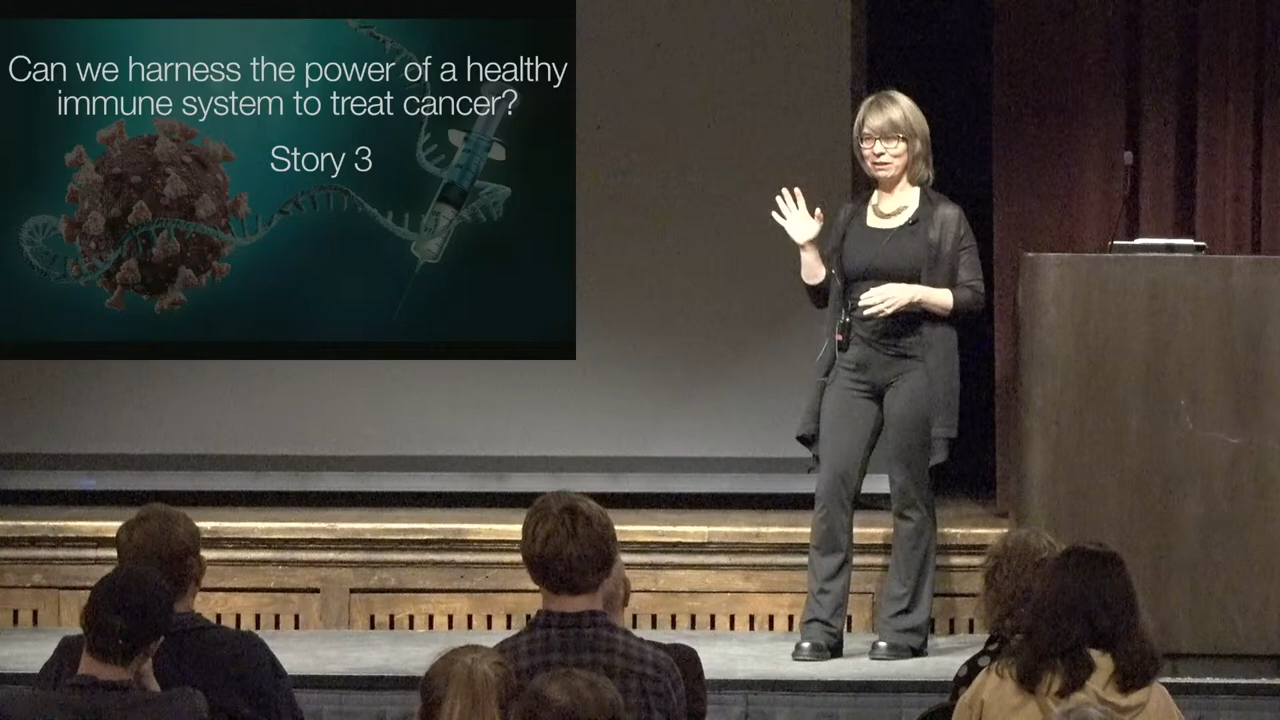 Can we harness the power of a healthy
immune system to treat cancer?
Story 3